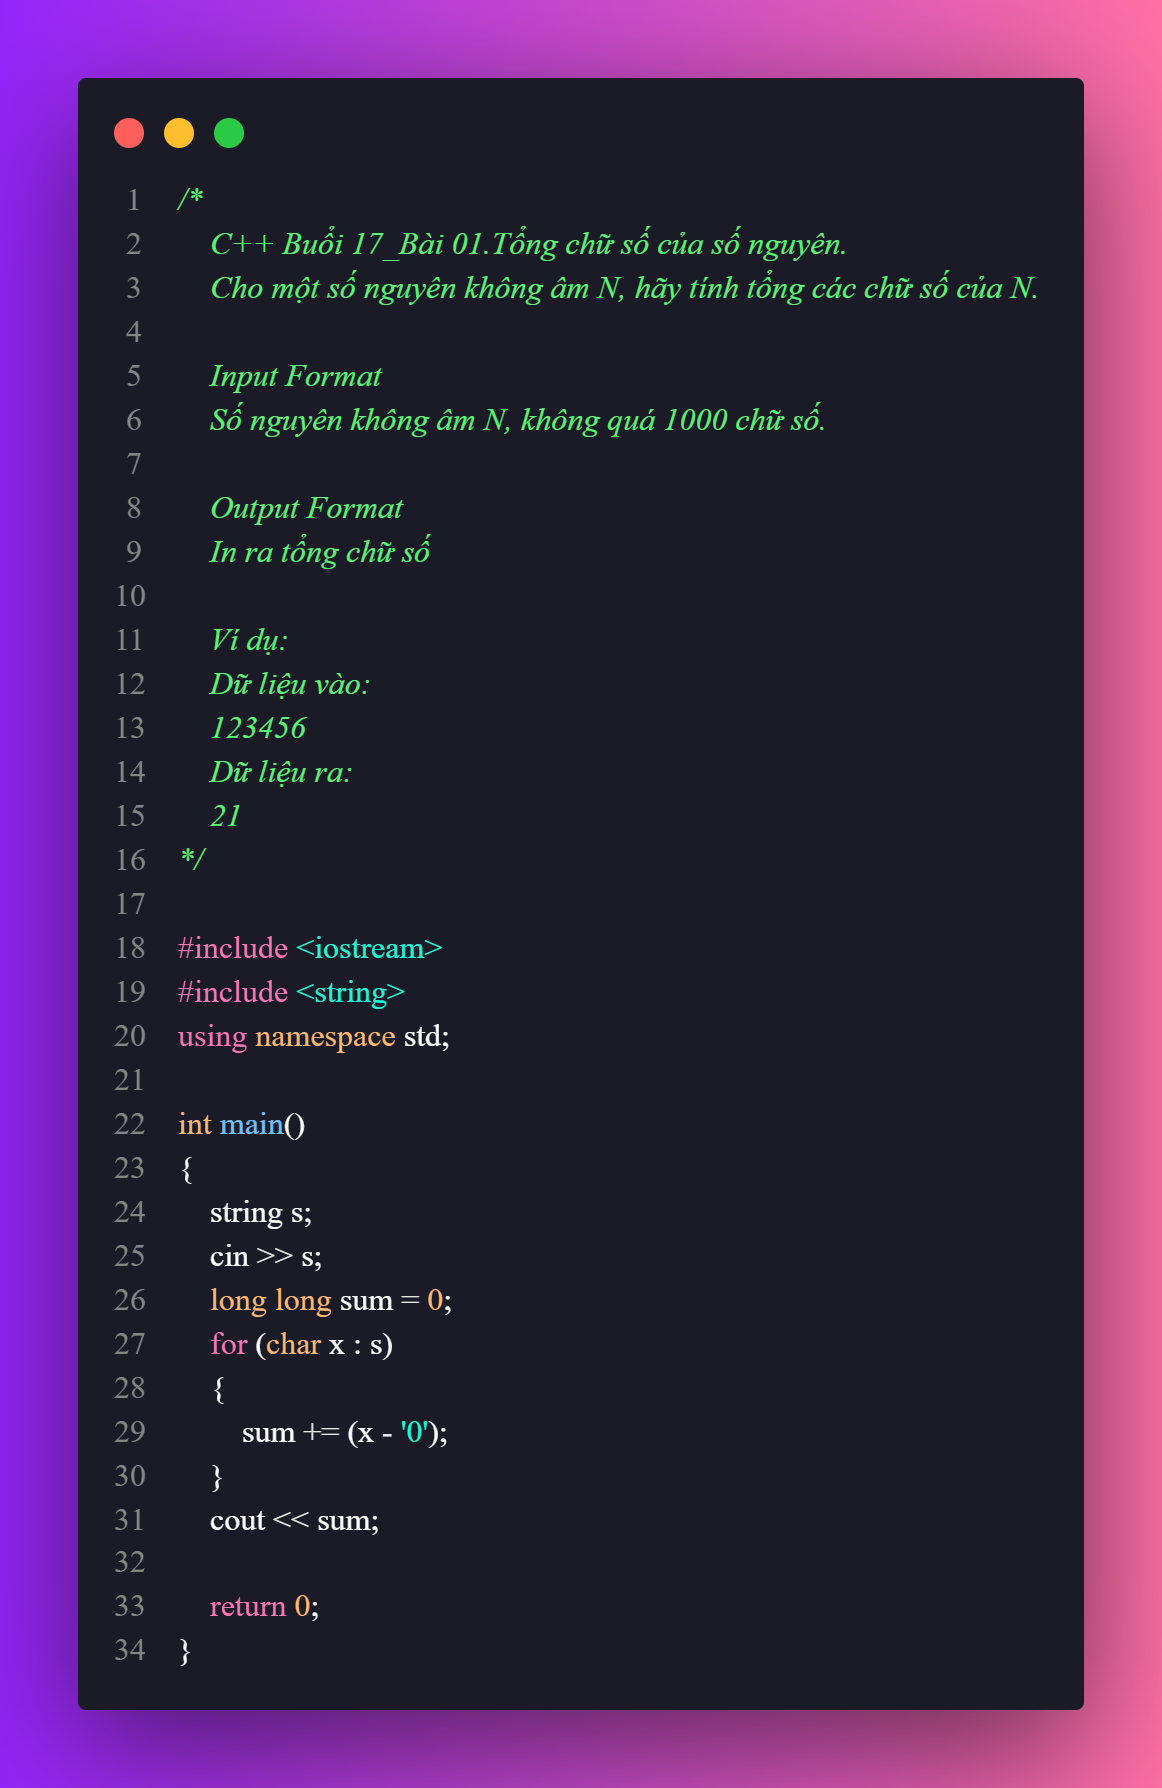 1 /*
2 C++ Buổi 17_Bài 01.Tổng chữ số của số nguyên.
3 Cho một số nguyên không âm N, hãy tính tổng các chữ số của N.
4
5 Input Format
6 Số nguyên không âm N, không quá 1000 chữ số.
7
8 Output Format
9 In ra tổng chữ số
10
11 Ví dụ:
12 Dữ liệu vào:
13 123456
14 Dữ liệu ra:
15 21
16 */
17
18 #include <iostream>
19 #include <string>
20 using namespace std;
21
22 int main()
23 {
24 string s;
25 cin >> s;
26 long long sum = 0;
27 for (char x : s)
28 {
29 sum += (x - '0');
30 }
31 cout << sum;
32
33 return 0;
34 }